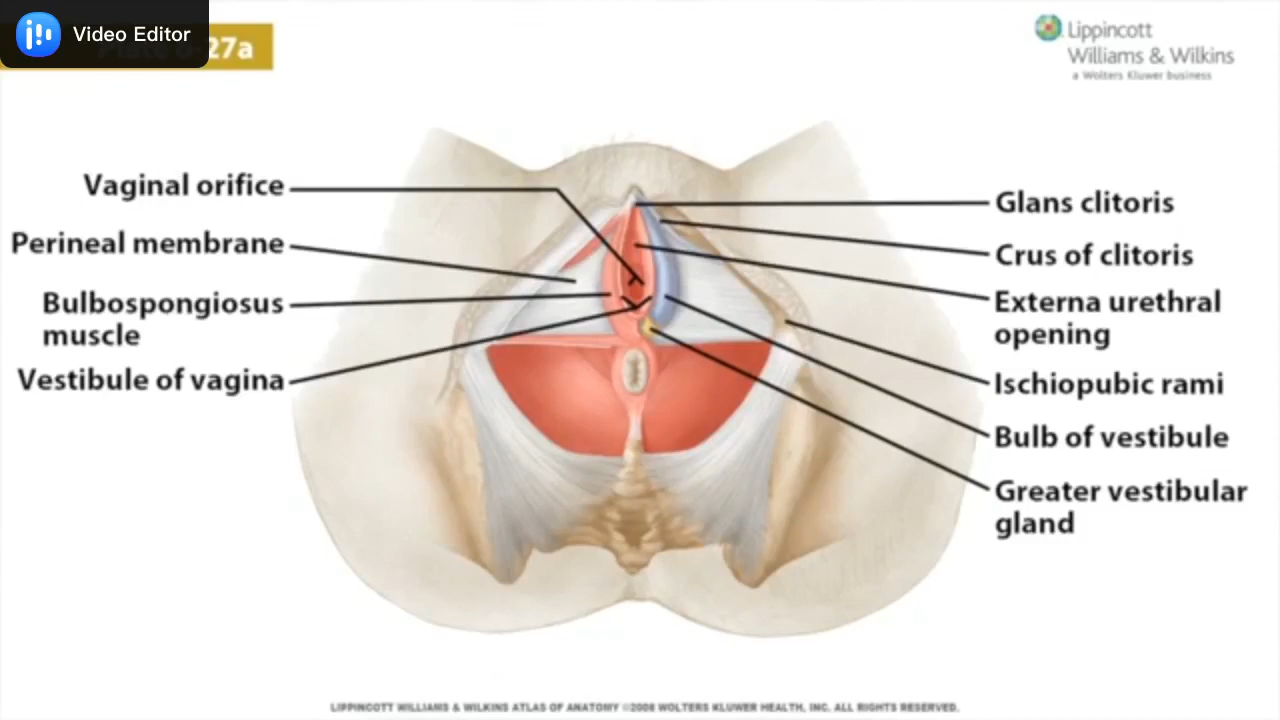 Video Editor
27a
Lippincott
Williams & Wilkins
a Wolters Kluwer business
Vaginal orifice
Perineal membrane
Bulbospongiosus
muscle
Vestibule of vagina
Glans clitoris
Crus of clitoris
Externa urethral
opening
Ischiopubic rami
Bulb of vestibule
Greater vestibular
gland
LIPPINCOTT WILLIAMS & WILKINS ATLAS OF ANATOMY ©2008 WOLTERS KLUWER HEALTH, INC. ALL RIGHTS RESERVED.